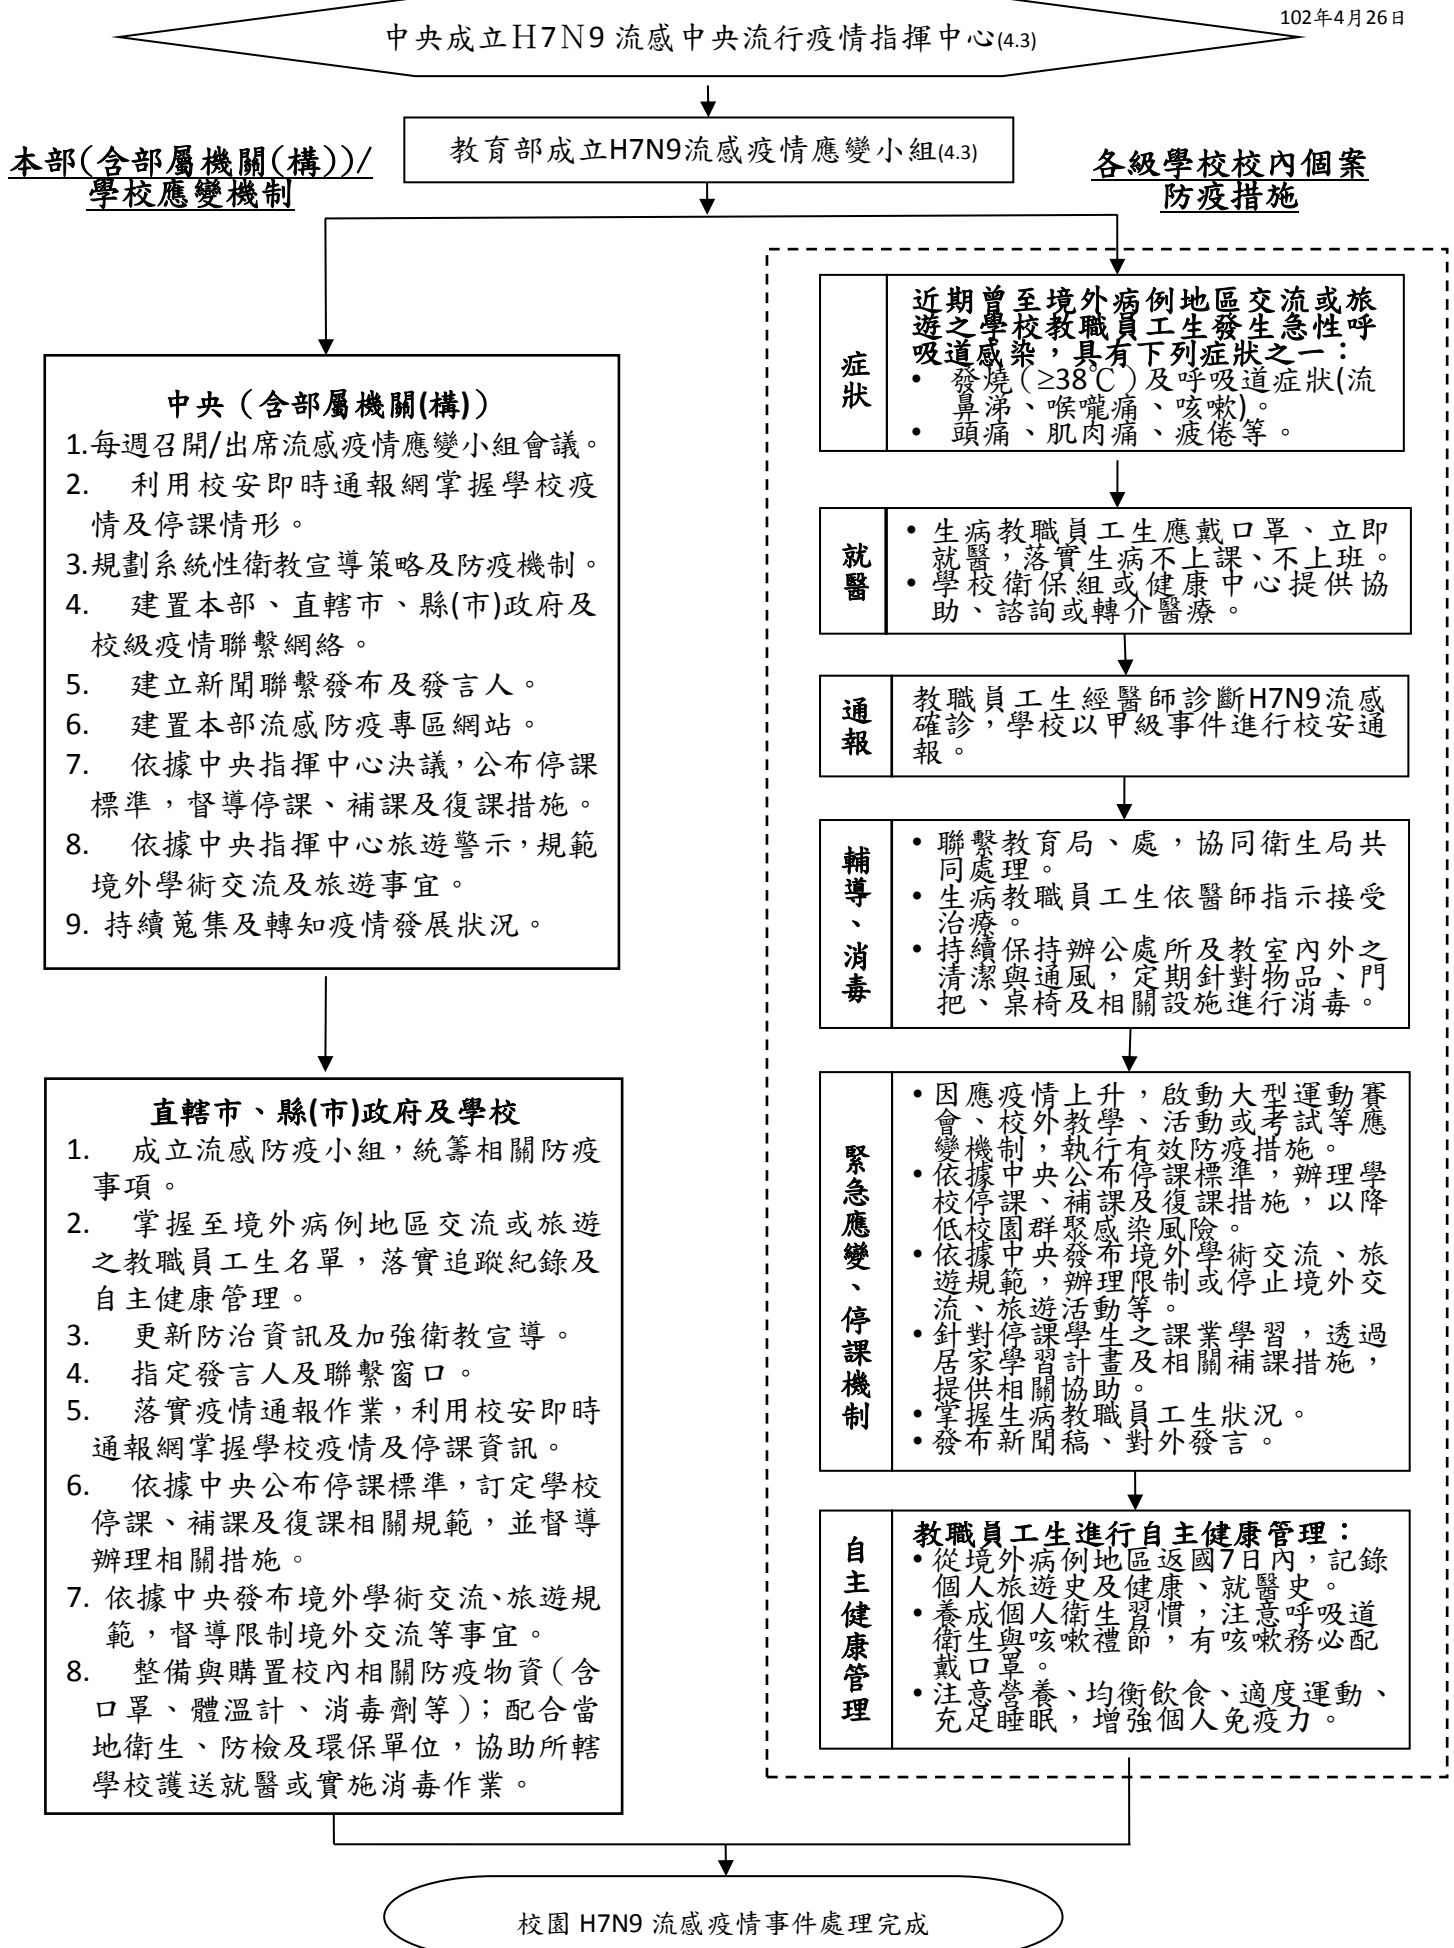 102年4月26日
中央成立H7N9 流感中央流行疫情指揮中心(4.3)
教育部成立H7N9流感疫情應變小組(4.3)
本部(含部屬機關(構))/
學校應變機制
中央（含部屬機關(構)）
1.每週召開/出席流感疫情應變小組會議。
2. 利用校安即時通報網掌握學校疫
情及停課情形。
3.規劃系統性衛教宣導策略及防疫機制。
4. 建置本部、直轄市、縣(市)政府及
校級疫情聯繫網絡。
5. 建立新聞聯繫發布及發言人。
6. 建置本部流感防疫專區網站。
7. 依據中央指揮中心決議，公布停課
標準，督導停課、補課及復課措施。
8. 依據中央指揮中心旅遊警示，規範
境外學術交流及旅遊事宜。
9. 持續蒐集及轉知疫情發展狀況。
直轄市、縣(市)政府及學校
1. 成立流感防疫小組，統籌相關防疫
事項。
2. 掌握至境外病例地區交流或旅遊
之教職員工生名單，落實追蹤紀錄及
自主健康管理。
3. 更新防治資訊及加強衛教宣導。
4. 指定發言人及聯繫窗口。
5. 落實疫情通報作業，利用校安即時
通報網掌握學校疫情及停課資訊。
6. 依據中央公布停課標準，訂定學校
停課、補課及復課相關規範，並督導
辦理相關措施。
7. 依據中央發布境外學術交流、旅遊規
範，督導限制境外交流等事宜。
8. 整備與購置校內相關防疫物資（含
口罩、體溫計、消毒劑等）；配合當
地衛生、防檢及環保單位，協助所轄
學校護送就醫或實施消毒作業。
各級學校校內個案
防疫措施
症狀
近期曾至境外病例地區交流或旅
遊之學校教職員工生發生急性呼
吸道感染，具有下列症狀之一：
• 發燒（≥38℃）及呼吸道症狀(流
鼻涕、喉嚨痛、咳嗽)。
• 頭痛、肌肉痛、疲倦等。
就醫
• 生病教職員工生應戴口罩、立即
就醫，落實生病不上課、不上班。
• 學校衛保組或健康中心提供協
助、諮詢或轉介醫療。
通報
教職員工生經醫師診斷H7N9流感
確診，學校以甲級事件進行校安通
報。
輔導、消毒
• 聯繫教育局、處，協同衛生局共
同處理。
• 生病教職員工生依醫師指示接受
治療。
• 持續保持辦公處所及教室內外之
清潔與通風，定期針對物品、門
把、桌椅及相關設施進行消毒。
緊急應變、停課機制
• 因應疫情上升，啟動大型運動賽
會、校外教學、活動或考試等應
變機制，執行有效防疫措施。
• 依據中央公布停課標準，辦理學
校停課、補課及復課措施，以降
低校園群聚感染風險。
• 依據中央發布境外學術交流、旅
遊規範，辦理限制或停止境外交
流、旅遊活動等。
• 針對停課學生之課業學習，透過
居家學習計畫及相關補課措施，
提供相關協助。
• 掌握生病教職員工生狀況。
• 發布新聞稿、對外發言。
自主健康管理
教職員工生進行自主健康管理：
• 從境外病例地區返國7日內，記錄
個人旅遊史及健康、就醫史。
• 養成個人衛生習慣，注意呼吸道
衛生與咳嗽禮節，有咳嗽務必配
戴口罩。
• 注意營養、均衡飲食、適度運動、
充足睡眠，增強個人免疫力。
校園 H7N9 流感疫情事件處理完成